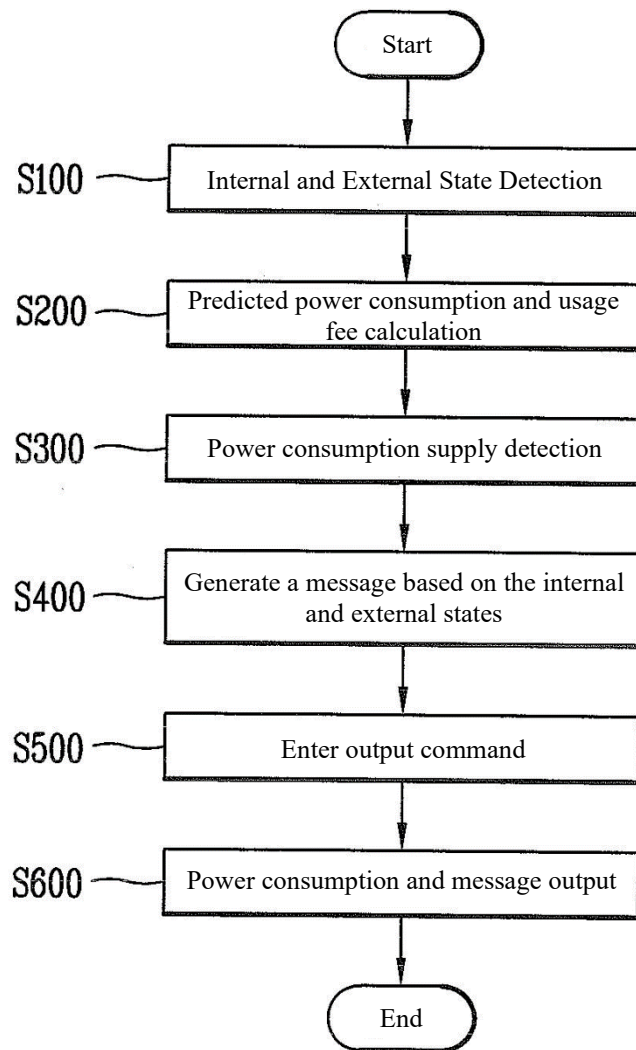 Start
S100
Internal and External State Detection
S200
Predicted power consumption and usage
fee calculation
S300
Power consumption supply detection
S400
Generate a message based on the internal
and external states
S500
Enter output command
S600
Power consumption and message output
End